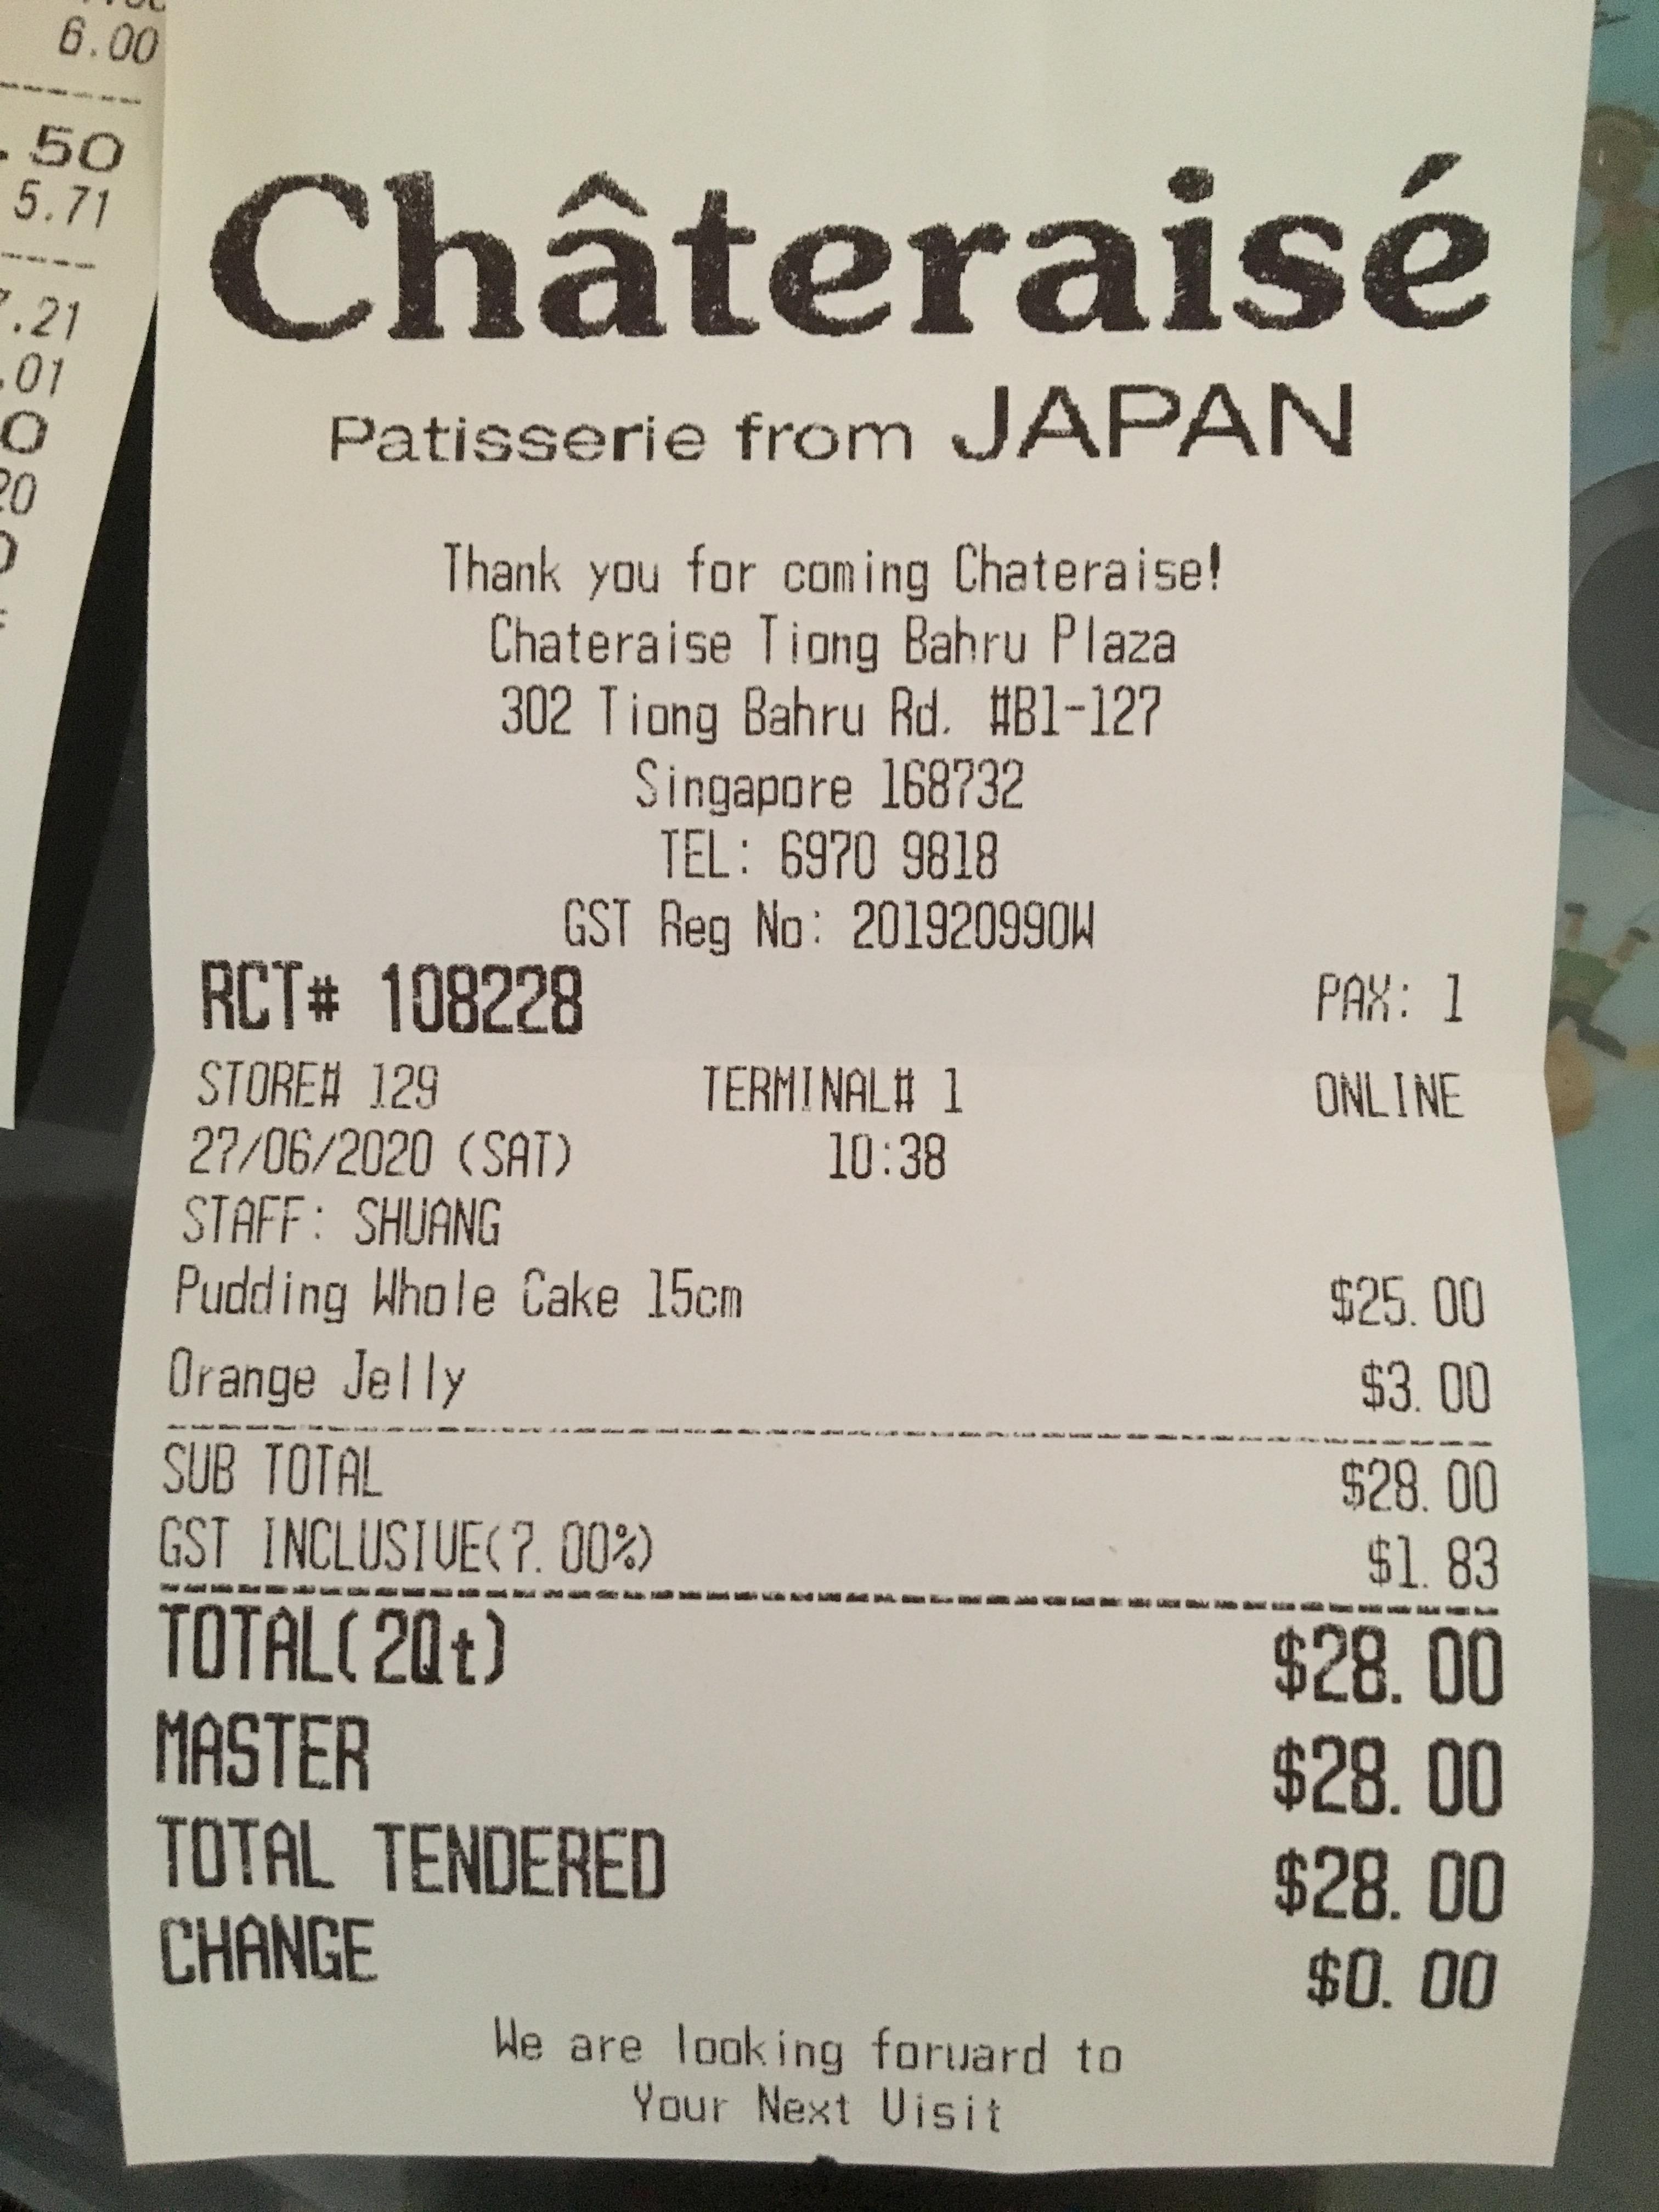 6.00
.50
5.71
.21
.01
Châteraisé
Patisserie from JAPAN
Thank you for coming Chateraise!
Chateraise Tiong Bahru Plaza
302 Tiong Bahru Rd. #B1-127
Singapore 168732
TEL: 6970 9818
GST Reg No: 201920990W
RCT# 108228 PAX: 1
STORE# 129 TERMINAL# 1 ONLINE
27/06/2020 (SAT) 10:38
STAFF: SHUANG
Pudding Whole Cake 15cm $25.00
Orange Jelly $3.00
SUB TOTAL $28.00
GST INCLUSIVE(7.00%) $1.83
TOTAL(2Qt) $28.00
MASTER $28.00
TOTAL TENDERED $28.00
CHANGE $0.00
We are looking forward to
Your Next Visit